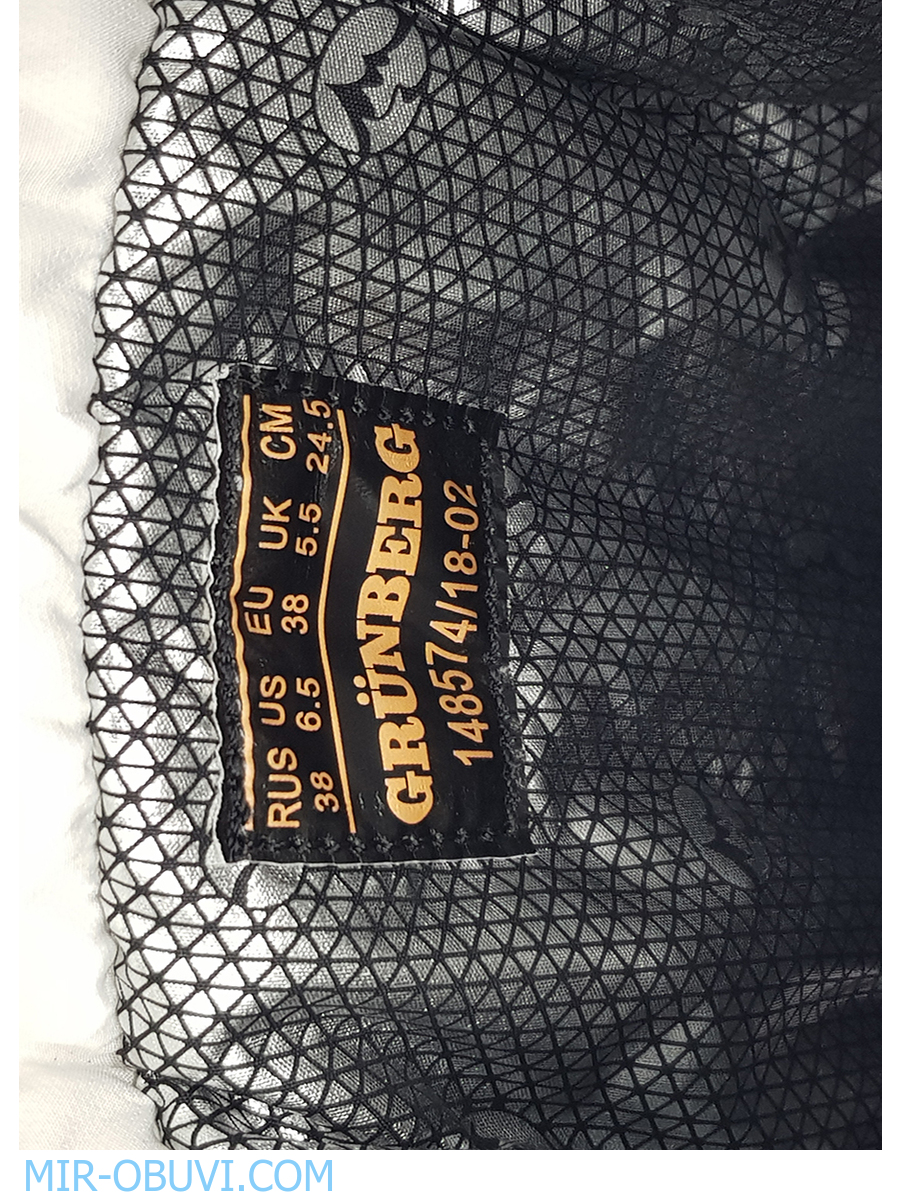 RUS US EU UK CM
38 6.5 38 5.5 24.5
GRÜNBERG
148574/18-02
MIR-OBUVI.COM